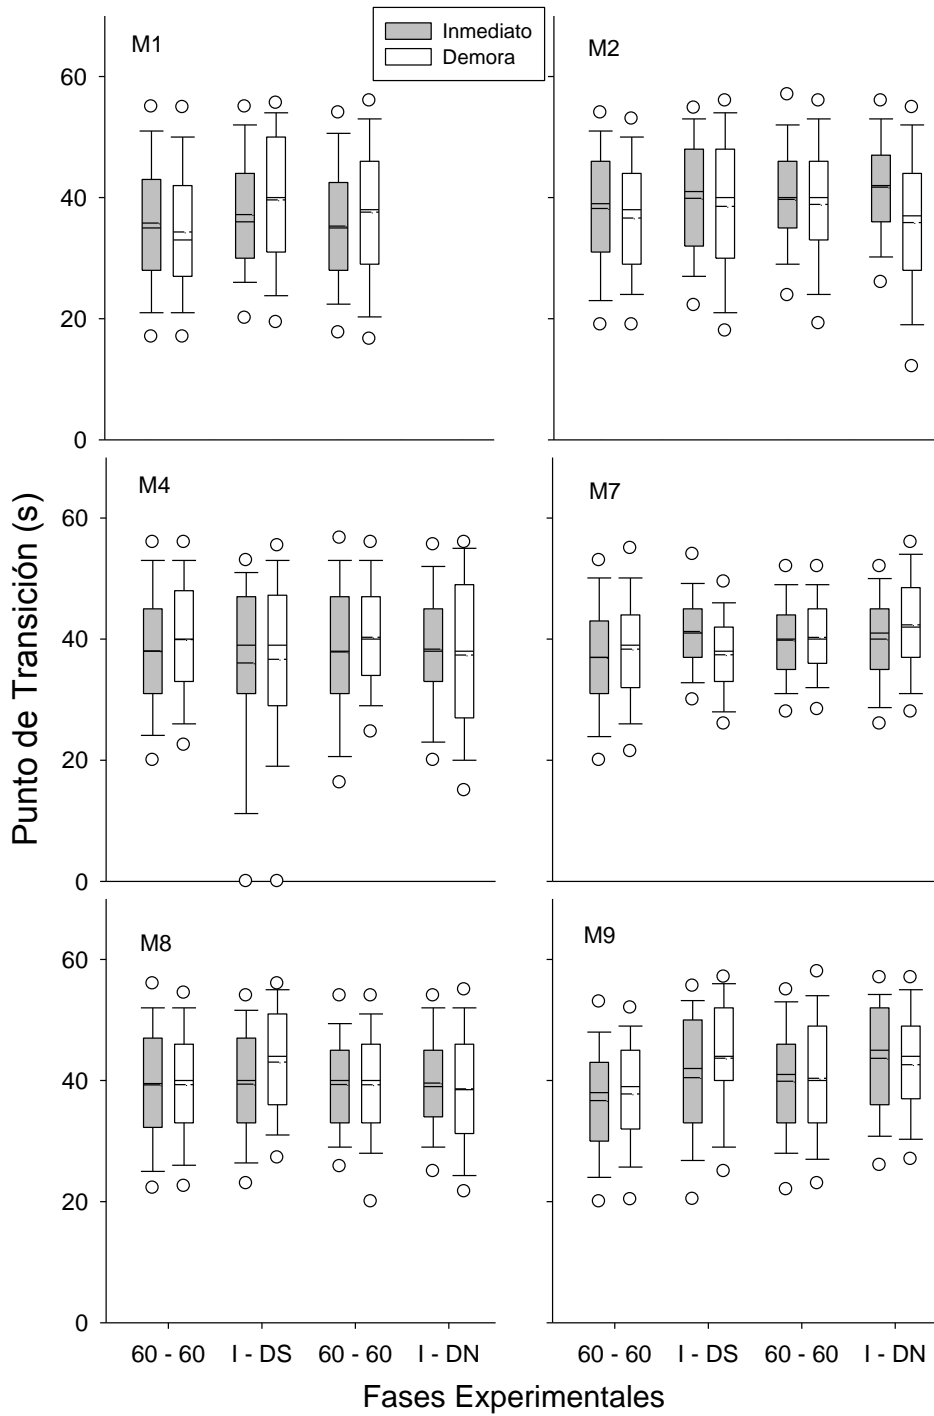 M1
Inmediato
Demora
M2
60
40
20
0
M4
M7
60
40
20
0
M8
M9
60
40
20
0
60 - 60
I - DS
60 - 60
I - DN
60 - 60
I - DS
60 - 60
I - DN
Punto de Transición (s)
Fases Experimentales